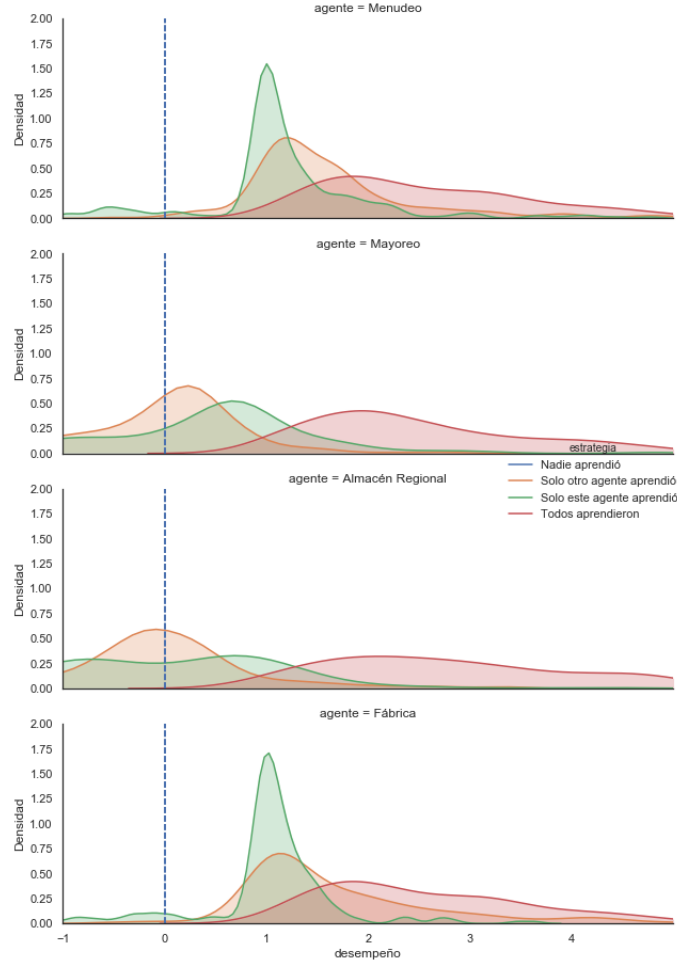 agente = Menudeo
2.00
1.75
1.50
1.25
1.00
0.75
0.50
0.25
0.00
Densidad
agente = Mayoreo
2.00
1.75
1.50
1.25
1.00
0.75
0.50
0.25
0.00
Densidad
estrategia
Nadie aprendió
Solo otro agente aprendió
Solo este agente aprendió
Todos aprendieron
agente = Almacén Regional
2.00
1.75
1.50
1.25
1.00
0.75
0.50
0.25
0.00
Densidad
agente = Fábrica
2.00
1.75
1.50
1.25
1.00
0.75
0.50
0.25
0.00
Densidad
−1 0 1 2 3 4
desempeño